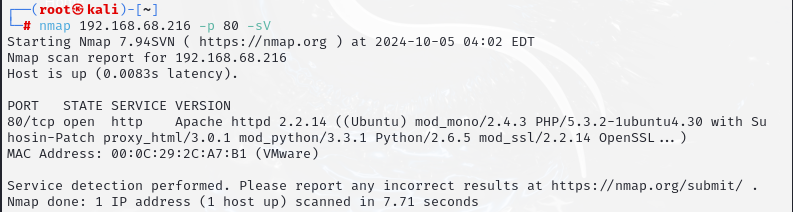 ┌──(root㉿kali)-[~]
└─# nmap 192.168.68.216 -p 80 -sV
Starting Nmap 7.94SVN ( https://nmap.org ) at 2024-10-05 04:02 EDT
Nmap scan report for 192.168.68.216
Host is up (0.0083s latency).
PORT   STATE SERVICE VERSION
80/tcp open  http    Apache httpd 2.2.14 ((Ubuntu) mod_mono/2.4.3 PHP/5.3.2-1ubuntu4.30 with Su
hosin-Patch proxy_html/3.0.1 mod_python/3.3.1 Python/2.6.5 mod_ssl/2.2.14 OpenSSL...)
MAC Address: 00:0C:29:2C:A7:B1 (VMware)
Service detection performed. Please report any incorrect results at https://nmap.org/submit/ .
Nmap done: 1 IP address (1 host up) scanned in 7.71 seconds